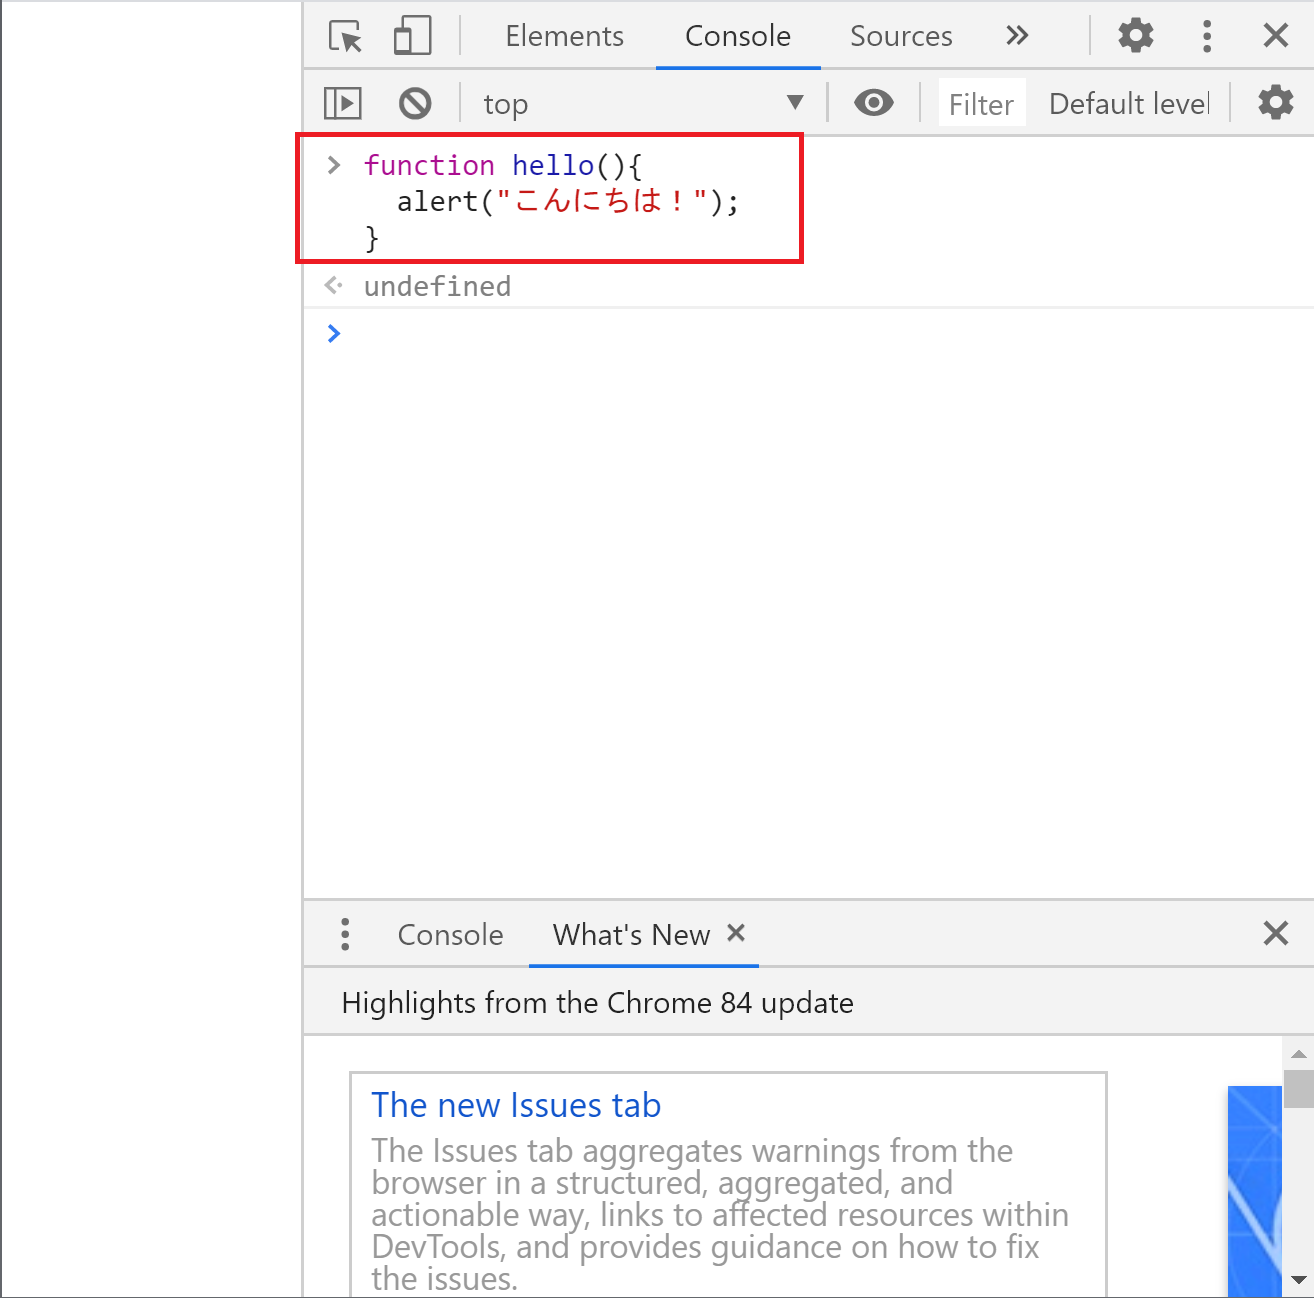 Elements Console Sources
top Filter Default level
function hello(){
alert("こんにちは！");
}
undefined
Console What's New
Highlights from the Chrome 84 update
The new Issues tab
The Issues tab aggregates warnings from the
browser in a structured, aggregated, and
actionable way, links to affected resources within
DevTools, and provides guidance on how to fix
the issues.